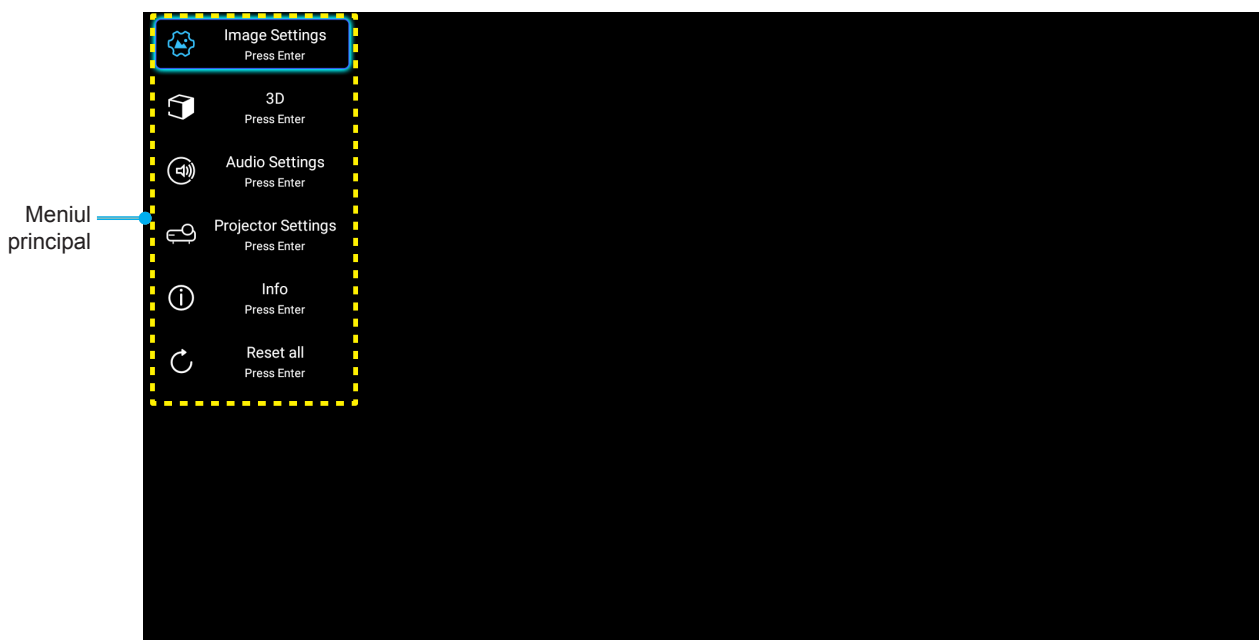 Image Settings
Press Enter
3D
Press Enter
Audio Settings
Press Enter
Meniul
principal
Projector Settings
Press Enter
Info
Press Enter
Reset all
Press Enter